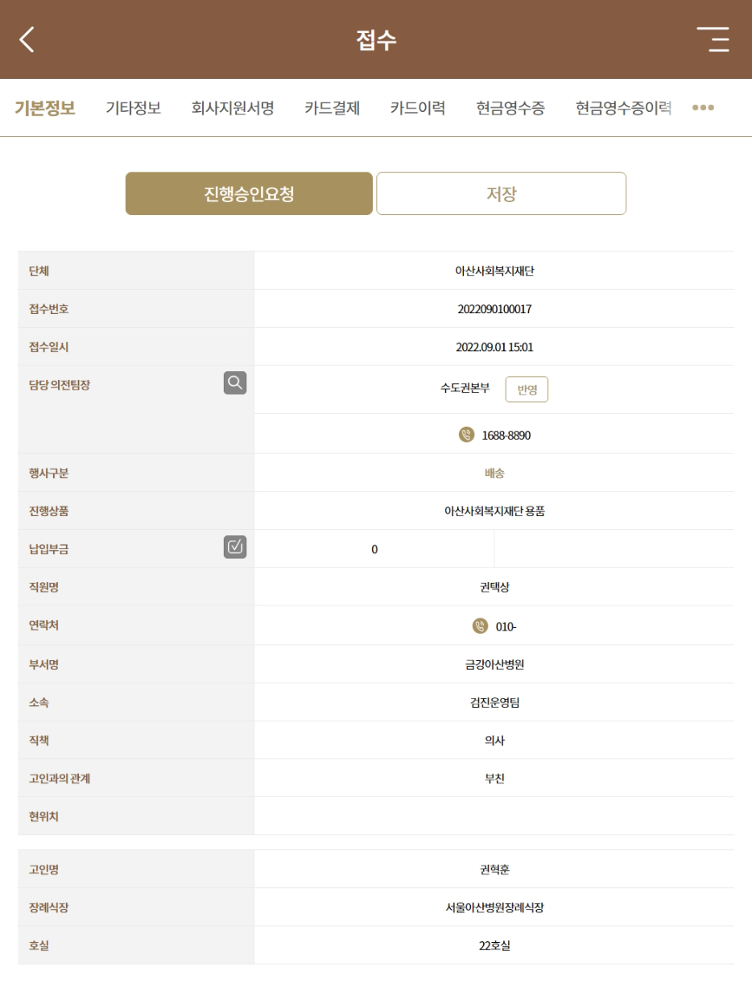 접수
기본정보 기타정보 회사지원서명 카드결제 카드이력 현금영수증 현금영수증이력
진행승인요청 저장
단체 아산사회복지재단
접수번호 2022090100017
접수일시 2022.09.01 15:01
담당 의전팀장 수도권본부 반영
1688-8890
행사구분 배송
진행상품 아산사회복지재단 용품
납입부금 0
직원명 권택상
연락처 010-
부서명 금강아산병원
소속 검진운영팀
직책 의사
고인과의 관계 부친
현위치
고인명 권혁훈
장례식장 서울아산병원장례식장
호실 22호실